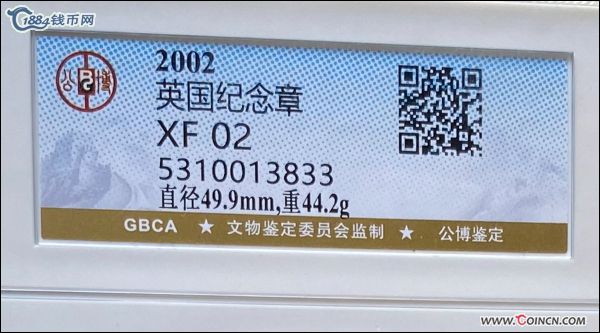 1884钱币网
公博
2002
英国纪念章
XF 02
5310013833
直径49.9mm,重44.2g
GBCA ★ 文物鉴定委员会监制 ★ 公博鉴定
WWW.COINCN.COM